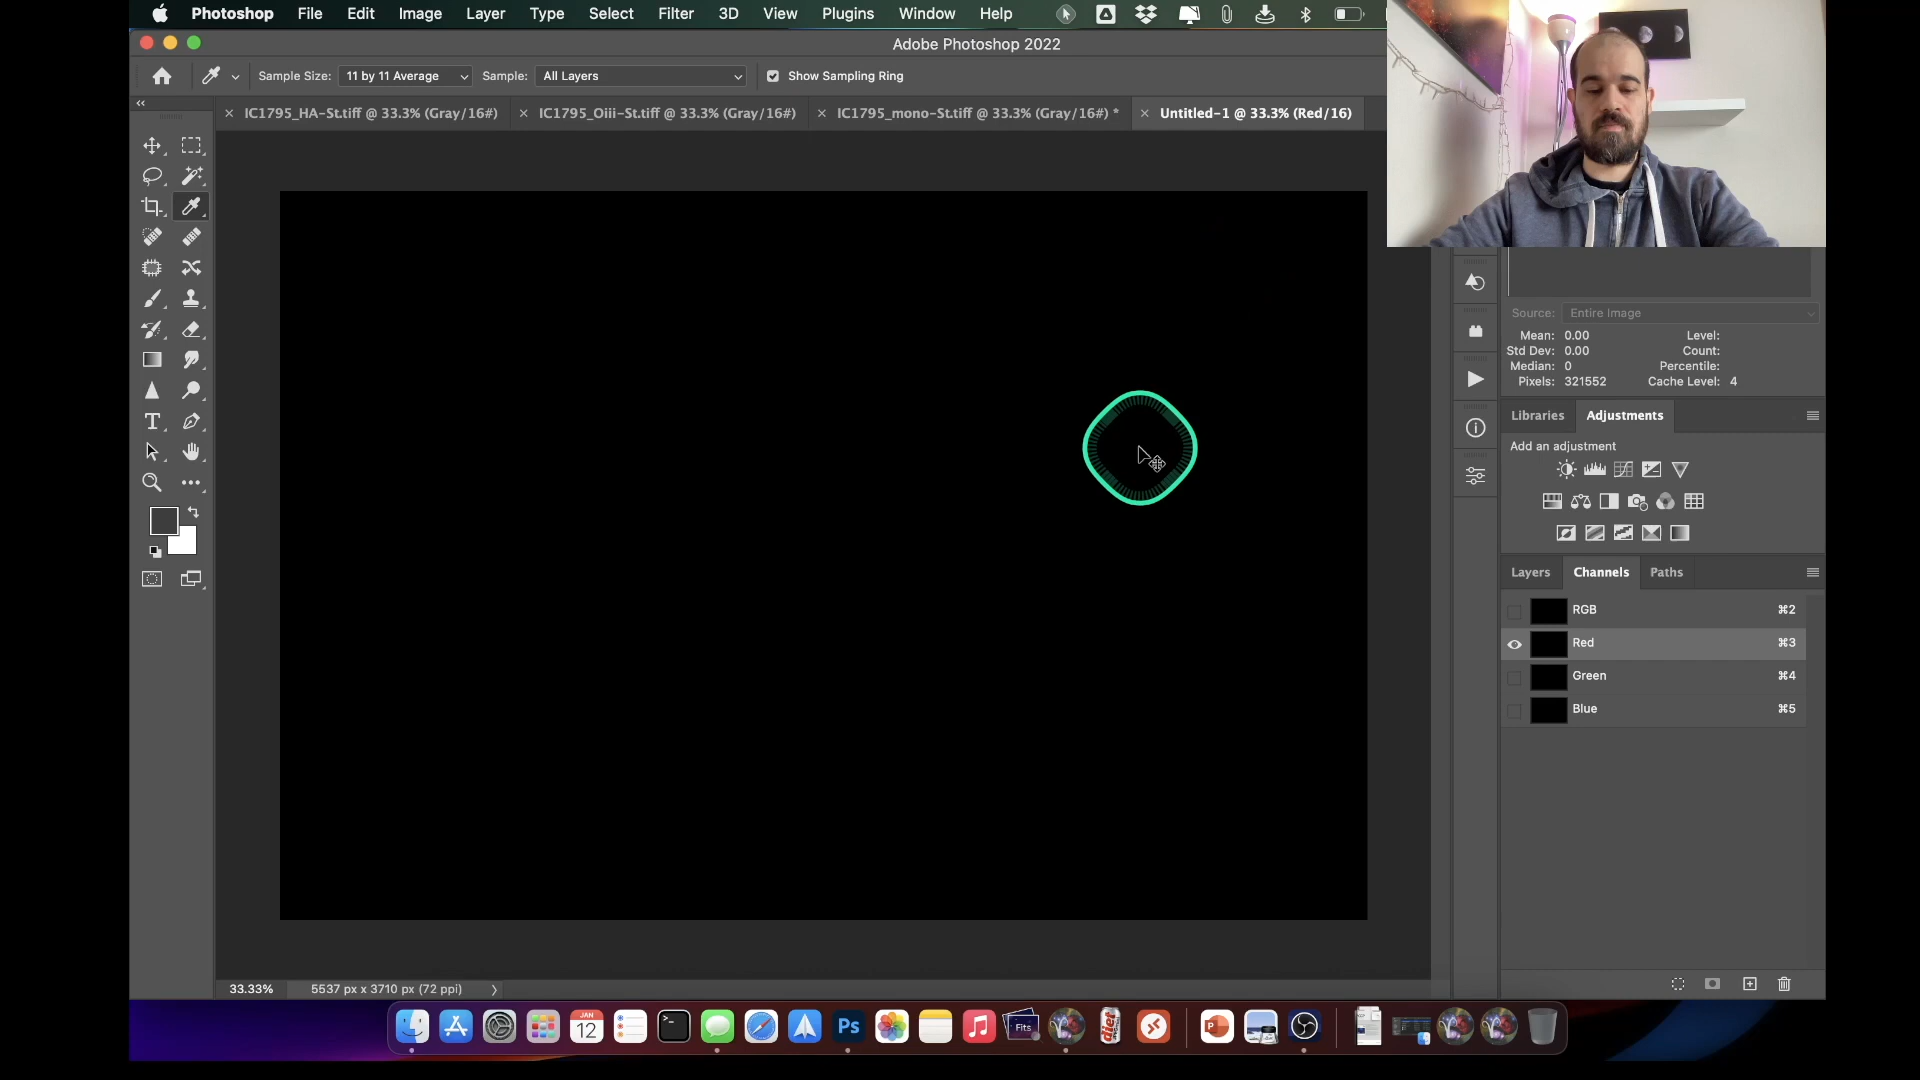 Photoshop File Edit Image Layer Type Select Filter 3D View Plugins Window Help
Adobe Photoshop 2022
Sample Size: 11 by 11 Average Sample: All Layers Show Sampling Ring
IC1795_HA-St.tiff @ 33.3% (Gray/16#) IC1795_Oiii-St.tiff @ 33.3% (Gray/16#) IC1795_mono-St.tiff @ 33.3% (Gray/16#) * Untitled-1 @ 33.3% (Red/16)
Source: Entire Image
Mean: 0.00 Level:
Std Dev: 0.00 Count:
Median: 0 Percentile:
Pixels: 321552 Cache Level: 4
Libraries Adjustments
Add an adjustment
Layers Channels Paths
RGB ⌘2
Red ⌘3
Green ⌘4
Blue ⌘5
33.33% 5537 px x 3710 px (72 ppi)
JAN
12
Ps
Fits
diet
P